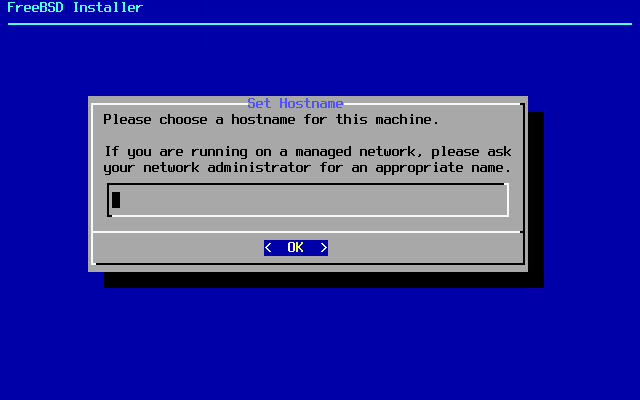 FreeBSD Installer
Set Hostname
Please choose a hostname for this machine.
If you are running on a managed network, please ask
your network administrator for an appropriate name.
<  OK  >